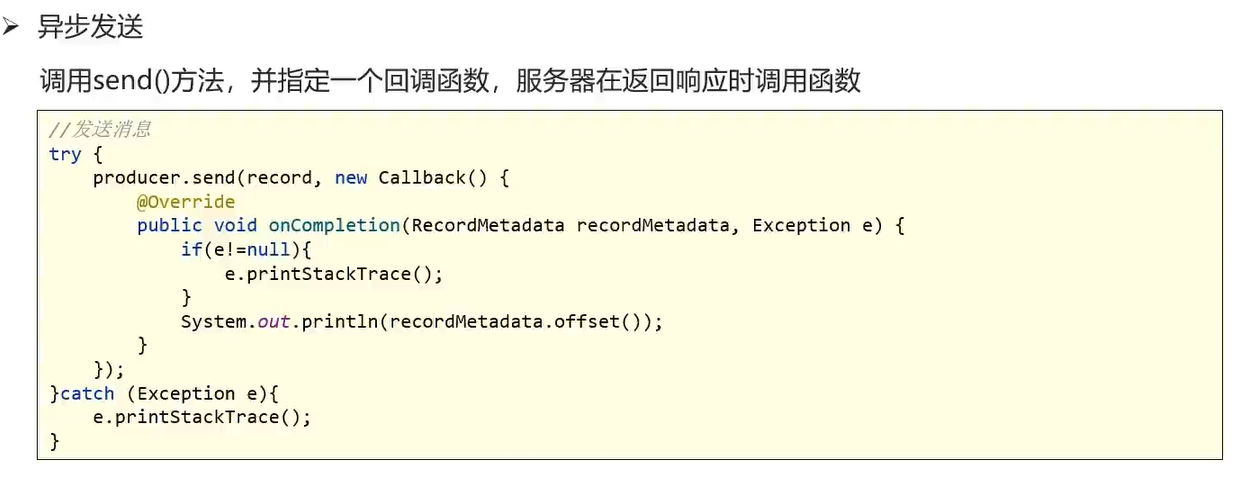 ➢ 异步发送
调用send()方法，并指定一个回调函数，服务器在返回响应时调用函数
//发送消息
try {
    producer.send(record, new Callback() {
        @Override
        public void onCompletion(RecordMetadata recordMetadata, Exception e) {
            if(e!=null){
                e.printStackTrace();
            }
            System.out.println(recordMetadata.offset());
        }
    });
}catch (Exception e){
    e.printStackTrace();
}